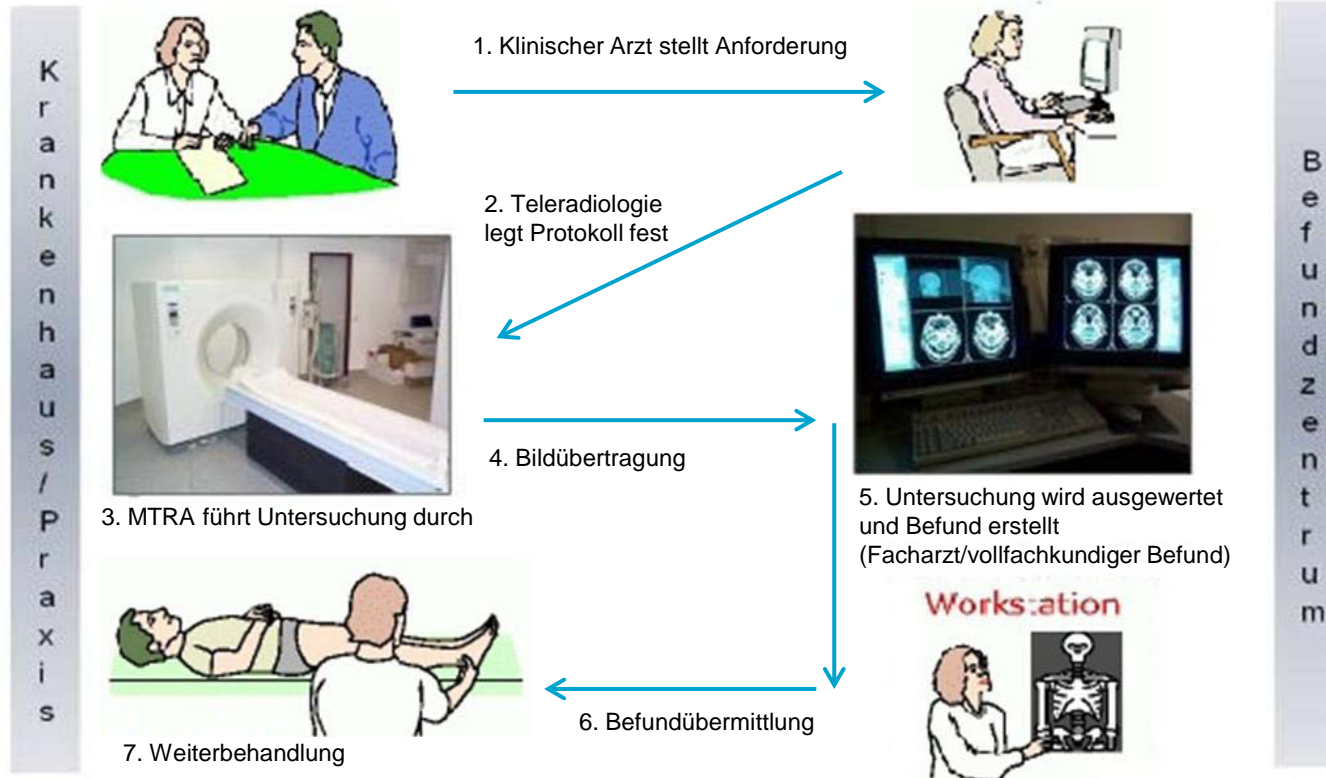 Krankenhaus/Praxis
1. Klinischer Arzt stellt Anforderung
2. Teleradiologie
legt Protokoll fest
3. MTRA führt Untersuchung durch
4. Bildübertragung
5. Untersuchung wird ausgewertet
und Befund erstellt
(Facharzt/vollfachkundiger Befund)
Works:ation
6. Befundübermittlung
7. Weiterbehandlung
Befundzentrum